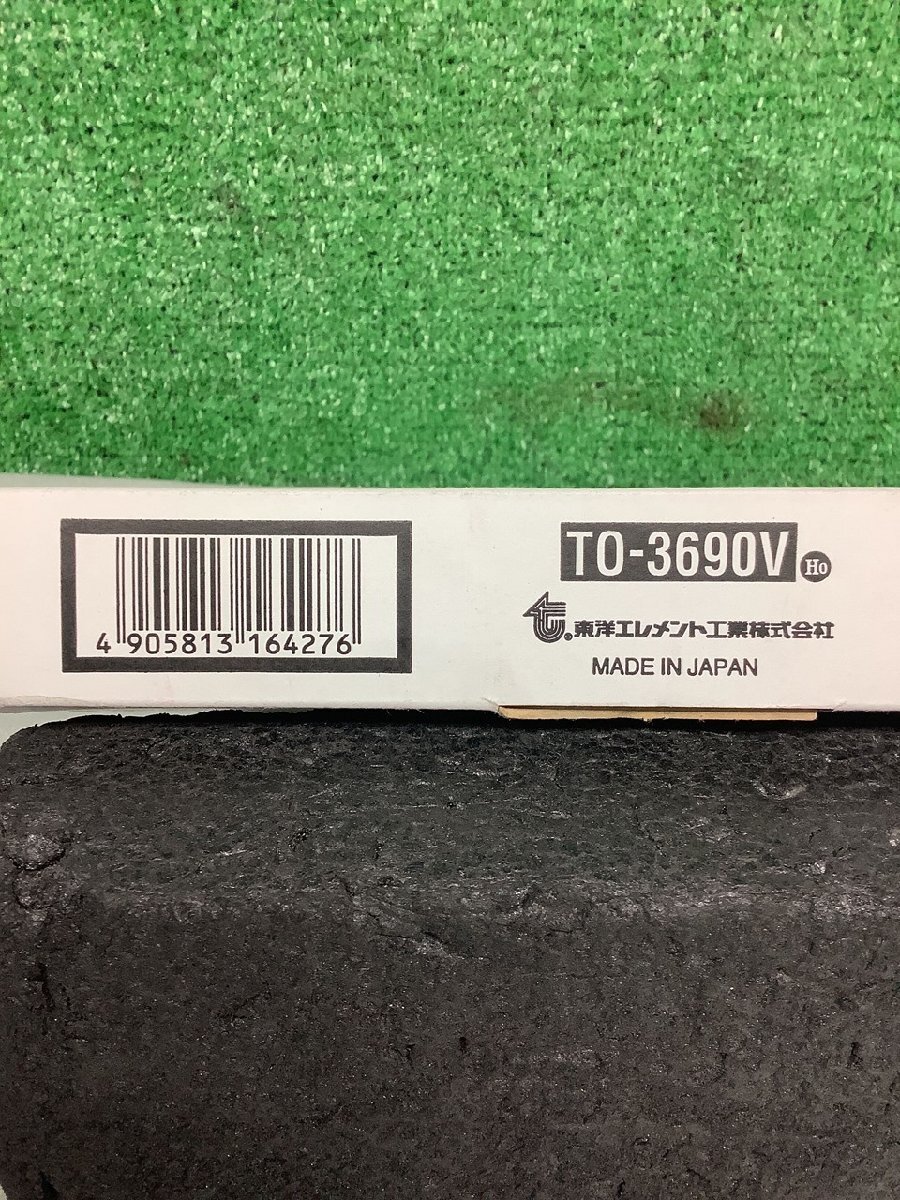 4 905813 164276
TO-3690V
Ho
東洋エレメント工業株式会社
MADE IN JAPAN